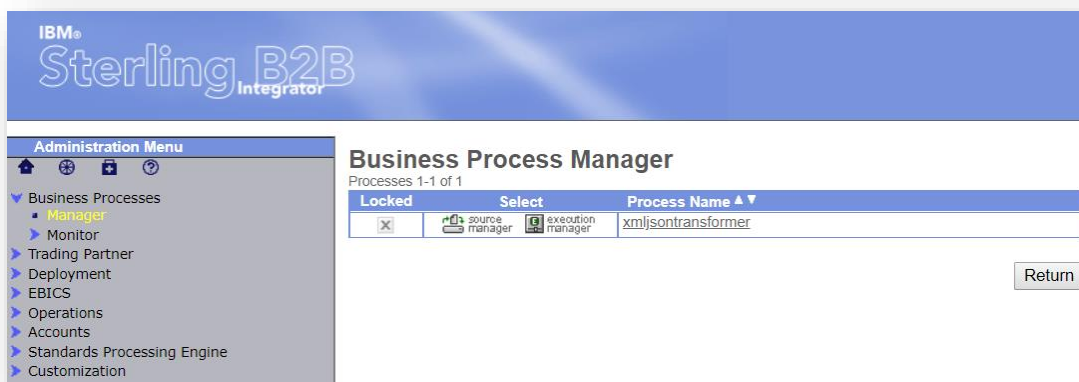 IBM®
Sterling B2B
Integrator
Administration Menu
Business Processes
Manager
Monitor
Trading Partner
Deployment
EBICS
Operations
Accounts
Standards Processing Engine
Customization
Business Process Manager
Processes 1-1 of 1
Locked Select Process Name
source manager execution manager xmljsontransformer
Return